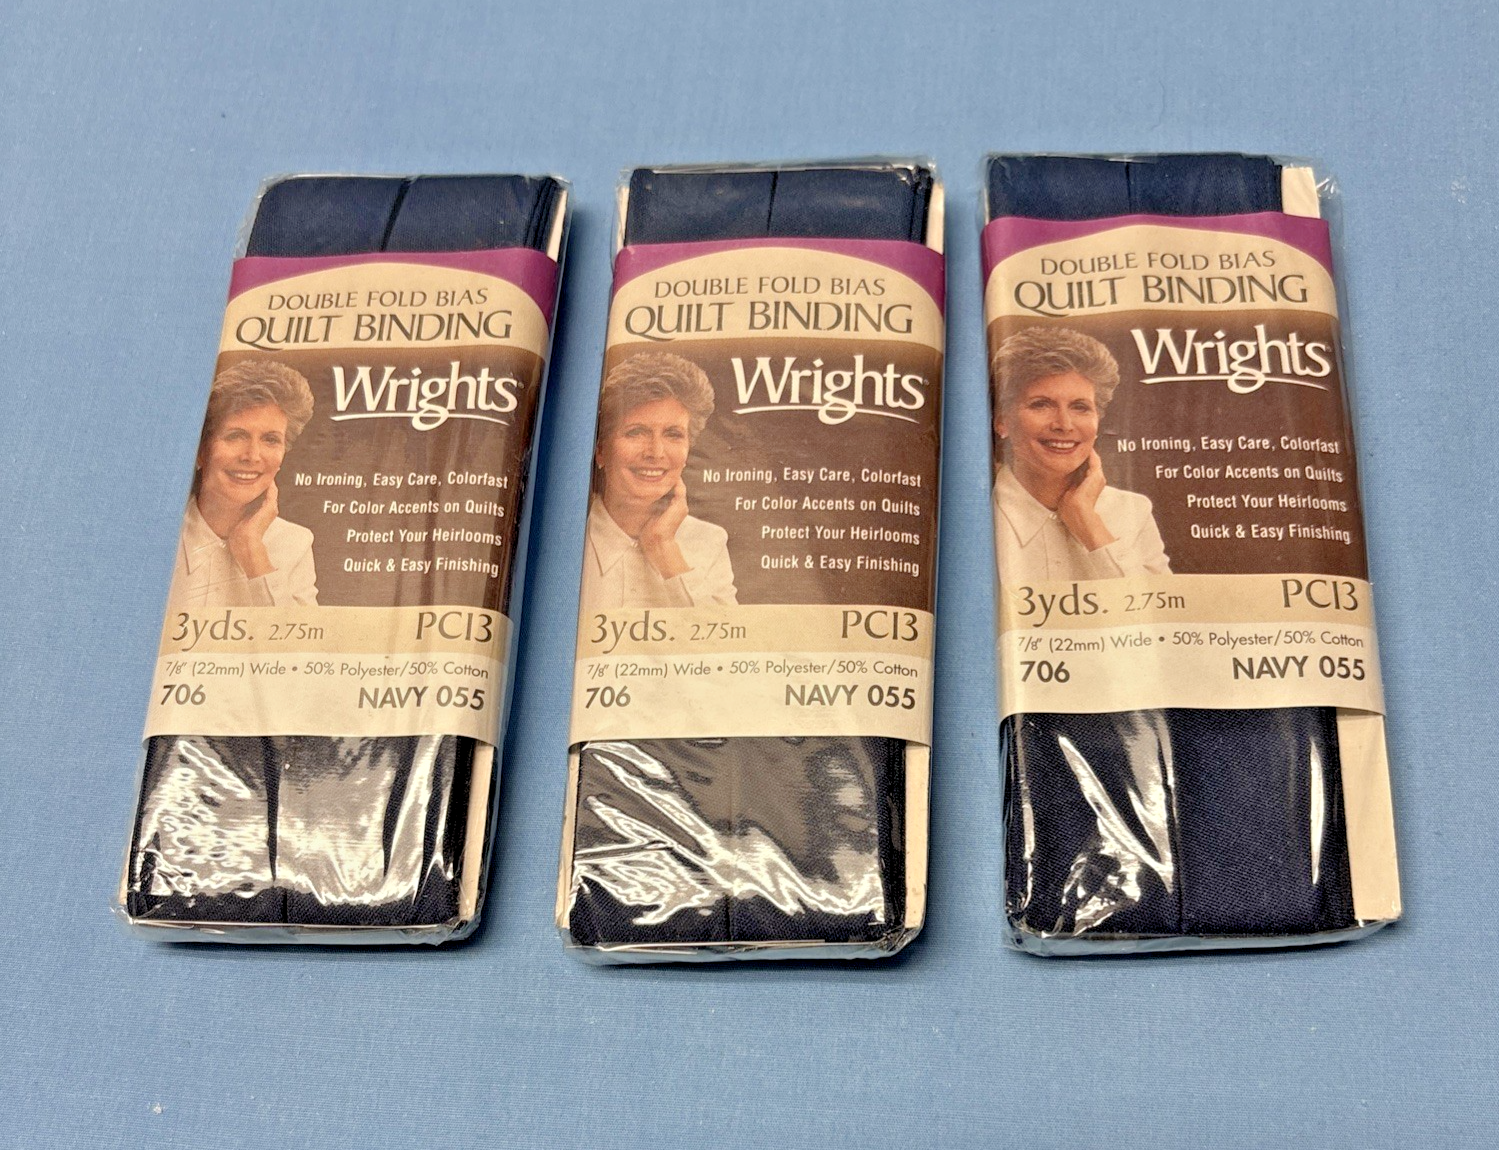 DOUBLE FOLD BIAS
QUILT BINDING
Wrights
No Ironing, Easy Care, Colorfast
For Color Accents on Quilts
Protect Your Heirlooms
Quick & Easy Finishing
3yds. 2.75m PC13
7/8" (22mm) Wide • 50% Polyester/50% Cotton
706 NAVY 055
DOUBLE FOLD BIAS
QUILT BINDING
Wrights
No Ironing, Easy Care, Colorfast
For Color Accents on Quilts
Protect Your Heirlooms
Quick & Easy Finishing
3yds. 2.75m PC13
7/8" (22mm) Wide • 50% Polyester/50% Cotton
706 NAVY 055
DOUBLE FOLD BIAS
QUILT BINDING
Wrights
No Ironing, Easy Care, Colorfast
For Color Accents on Quilts
Protect Your Heirlooms
Quick & Easy Finishing
3yds. 2.75m PC13
7/8" (22mm) Wide • 50% Polyester/50% Cotton
706 NAVY 055